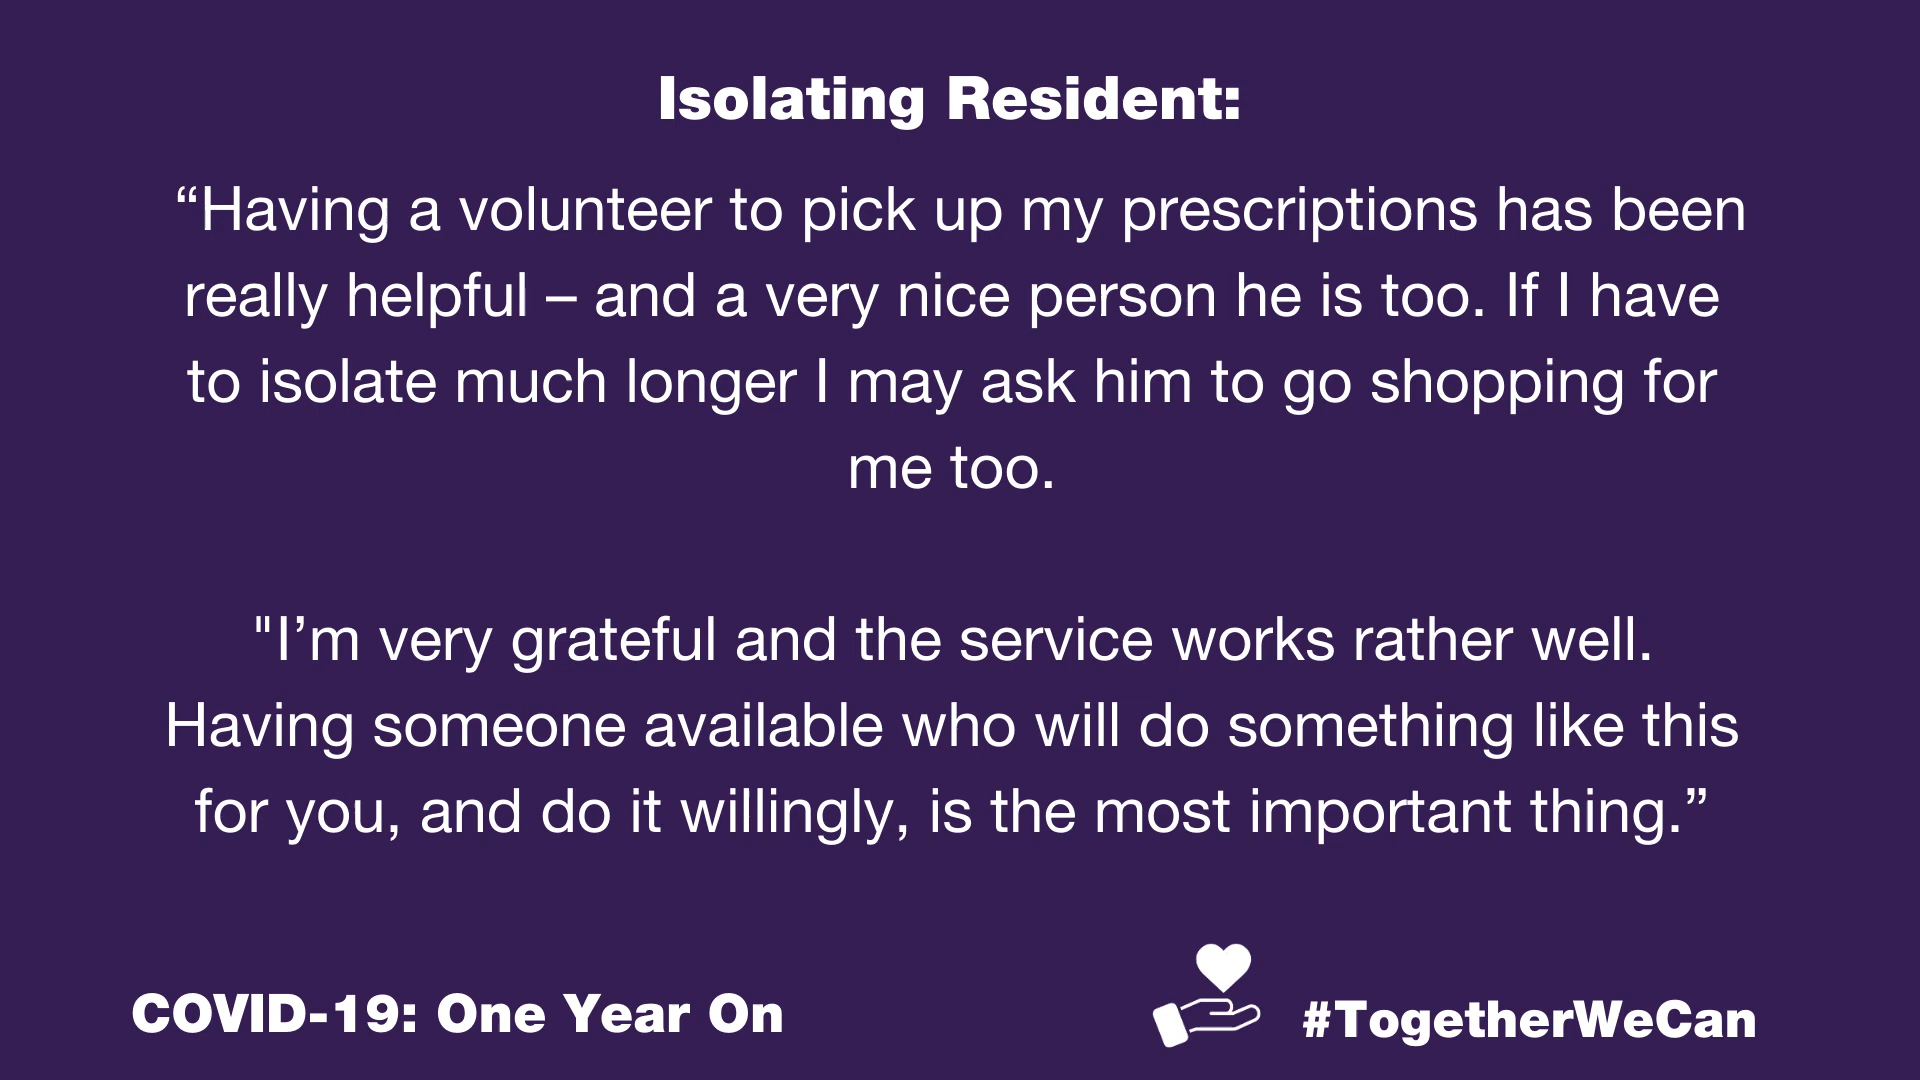 Isolating Resident:
“Having a volunteer to pick up my prescriptions has been
really helpful – and a very nice person he is too. If I have
to isolate much longer I may ask him to go shopping for
me too.
"I’m very grateful and the service works rather well.
Having someone available who will do something like this
for you, and do it willingly, is the most important thing.”
COVID-19: One Year On
#TogetherWeCan